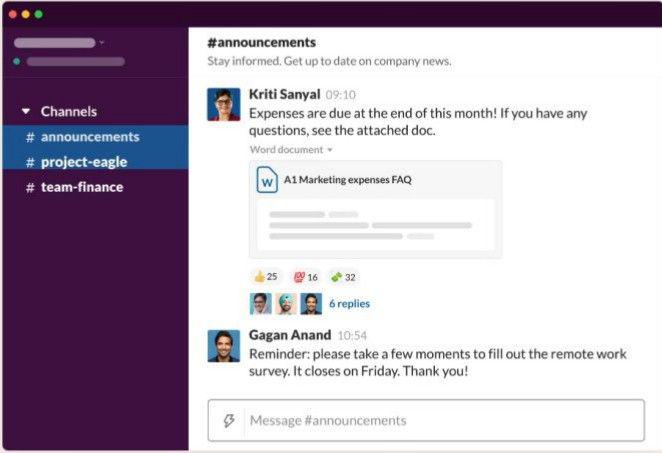 Channels
# announcements
# project-eagle
# team-finance
#announcements
Stay informed. Get up to date on company news.
Kriti Sanyal 09:10
Expenses are due at the end of this month! If you have any
questions, see the attached doc.
Word document
W A1 Marketing expenses FAQ
25 💯 16 32
6 replies
Gagan Anand 10:54
Reminder: please take a few moments to fill out the remote work
survey. It closes on Friday. Thank you!
Message #announcements